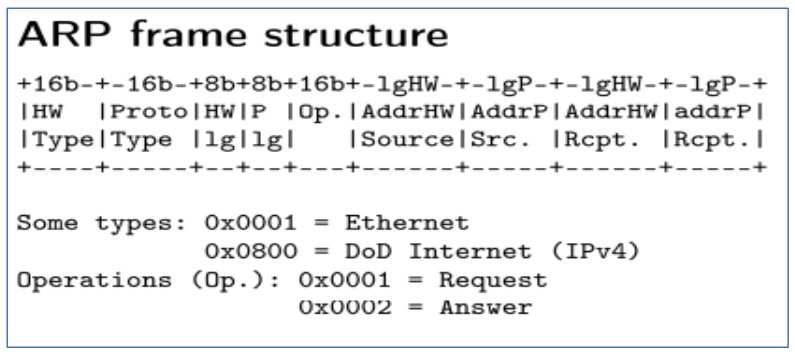 ARP frame structure
+16b-+-16b-+8b+8b+16b+-lgHW-+-lgP-+-lgHW-+-lgP-+
|HW  |Proto|HW|P |Op.|AddrHW|AddrP|AddrHW|addrP|
|Type|Type |lg|lg|   |Source|Src. |Rcpt. |Rcpt.|
+----+-----+--+--+---+------+-----+------+-----+
Some types: 0x0001 = Ethernet
            0x0800 = DoD Internet (IPv4)
Operations (Op.): 0x0001 = Request
                  0x0002 = Answer